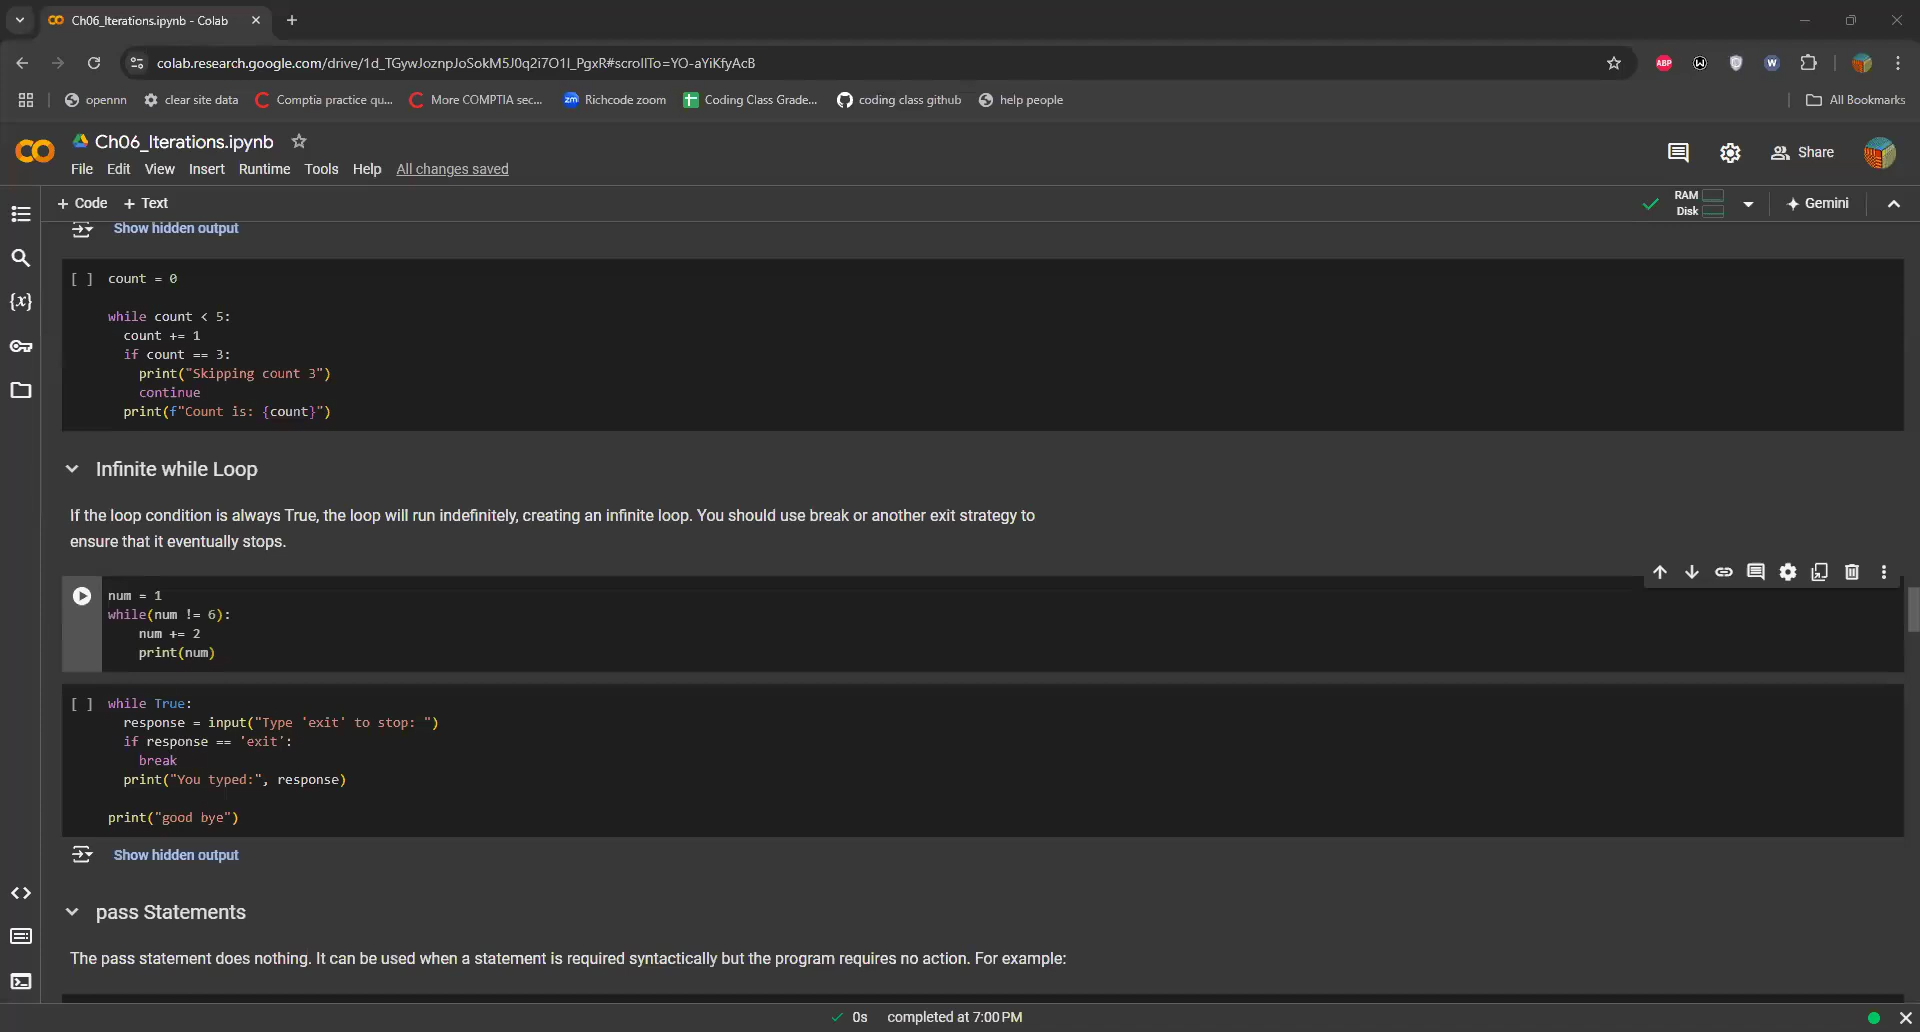 Ch06_Iterations.ipynb - Colab
colab.research.google.com/drive/1d_TGywJoznpJoSokM5J0q2i7O1I_PgxR#scrollTo=YO-aYiKfyAcB
ABP
W
opennn clear site data Comptia practice qu... More COMPTIA sec... zm Richcode zoom Coding Class Grade... coding class github help people All Bookmarks
Ch06_Iterations.ipynb
File Edit View Insert Runtime Tools Help All changes saved
Share
+ Code + Text
RAM
Disk
Gemini
Show hidden output
[ ] count = 0
while count < 5:
count += 1
if count == 3:
print("Skipping count 3")
continue
print(f"Count is: {count}")
Infinite while Loop
If the loop condition is always True, the loop will run indefinitely, creating an infinite loop. You should use break or another exit strategy to
ensure that it eventually stops.
num = 1
while(num != 6):
num += 2
print(num)
[ ] while True:
response = input("Type 'exit' to stop: ")
if response == 'exit':
break
print("You typed:", response)
print("good bye")
Show hidden output
pass Statements
The pass statement does nothing. It can be used when a statement is required syntactically but the program requires no action. For example:
0s completed at 7:00 PM